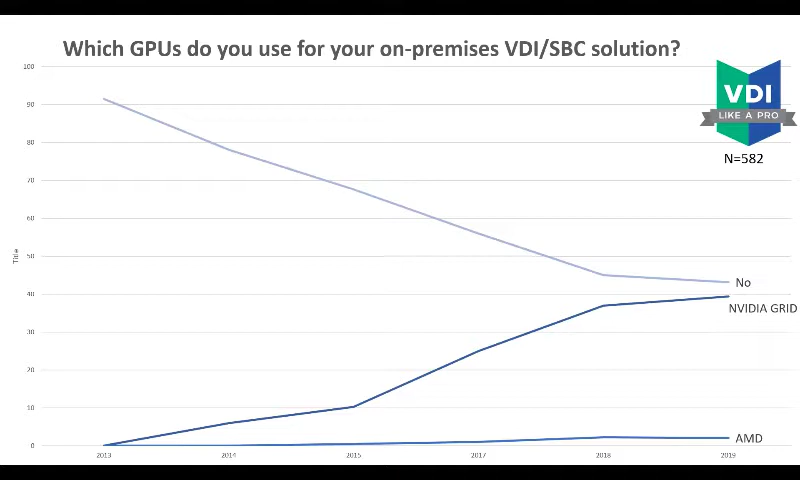 Which GPUs do you use for your on-premises VDI/SBC solution?
VDI
LIKE A PRO
N=582
100
90
80
70
60
50
40
30
20
10
0
Title
No
NVIDIA GRID
AMD
2013
2014
2015
2017
2018
2019